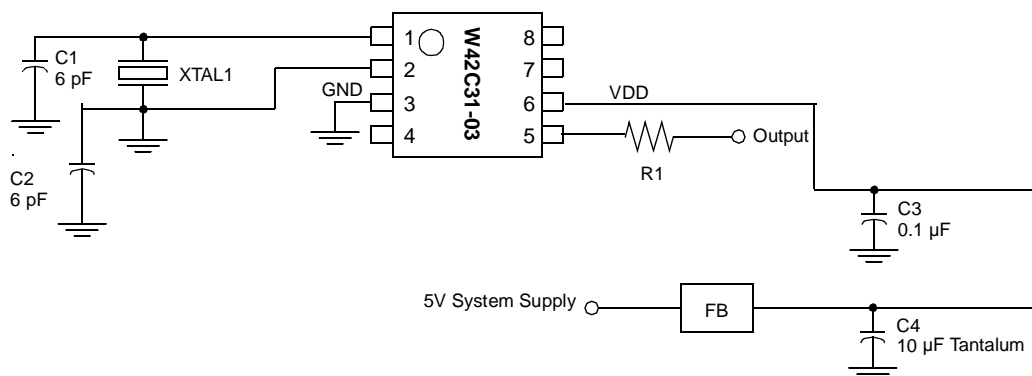 C1
6 pF
XTAL1
C2
6 pF
GND
1
2
3
4
W42C31-03
8
7
6
5
VDD
R1
Output
C3
0.1 µF
5V System Supply
FB
C4
10 µF Tantalum